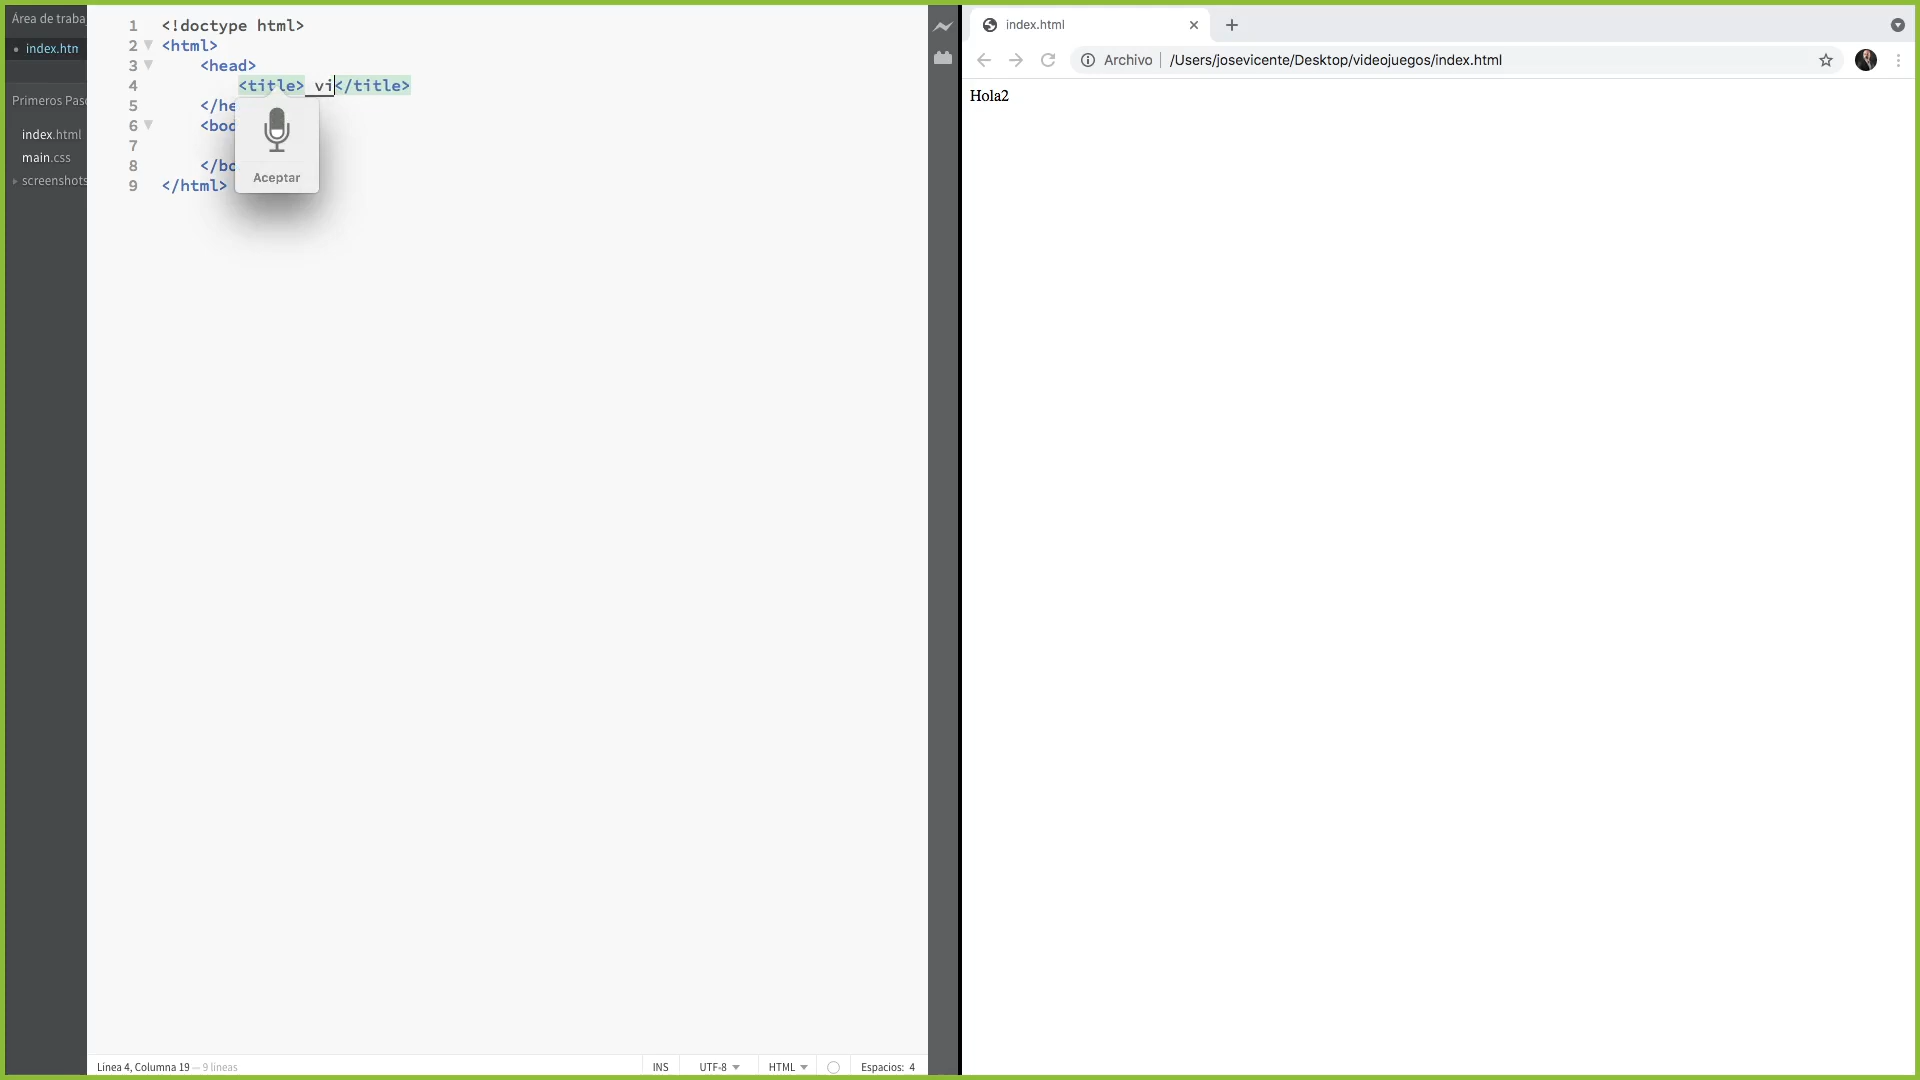 Área de traba
index.htm
Primeros Pas
index.html
main.css
screenshots
1 <!doctype html>
2 <html>
3 <head>
4 <title> vi</title>
5 </he
6 <bod
7
8 </bo
9 </html>
Aceptar
Línea 4, Columna 19 — 9 líneas
INS
UTF-8
HTML
Espacios: 4
index.html
Archivo | /Users/josevicente/Desktop/videojuegos/index.html
Hola2